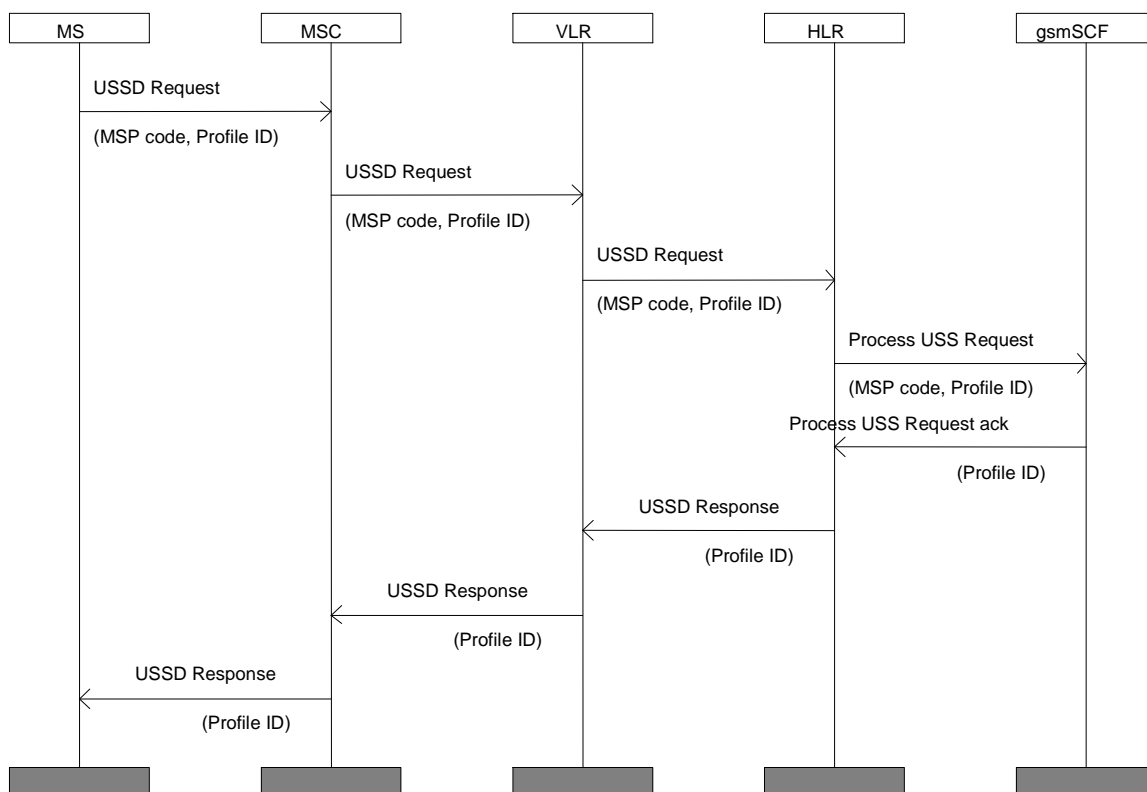 MS
MSC
VLR
HLR
gsmSCF
USSD Request
(MSP code, Profile ID)
USSD Request
(MSP code, Profile ID)
USSD Request
(MSP code, Profile ID)
Process USS Request
(MSP code, Profile ID)
Process USS Request ack
(Profile ID)
USSD Response
(Profile ID)
USSD Response
(Profile ID)
USSD Response
(Profile ID)